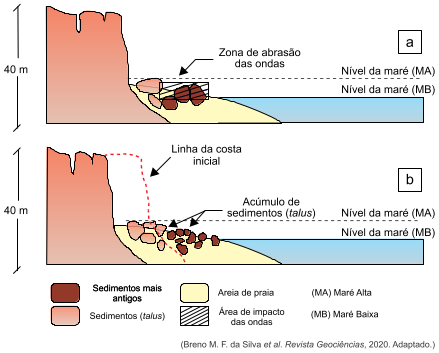 a
Zona de abrasão
das ondas
Nível da maré (MA)
40 m
Nível da maré (MB)
b
Linha da costa
inicial
Acúmulo de
sedimentos (talus)
40 m
Nível da maré (MA)
Nível da maré (MB)
Sedimentos mais
antigos
Areia de praia
(MA) Maré Alta
Sedimentos (talus)
Área de impacto
das ondas
(MB) Maré Baixa
(Breno M. F. da Silva et al. Revista Geociências, 2020. Adaptado.)